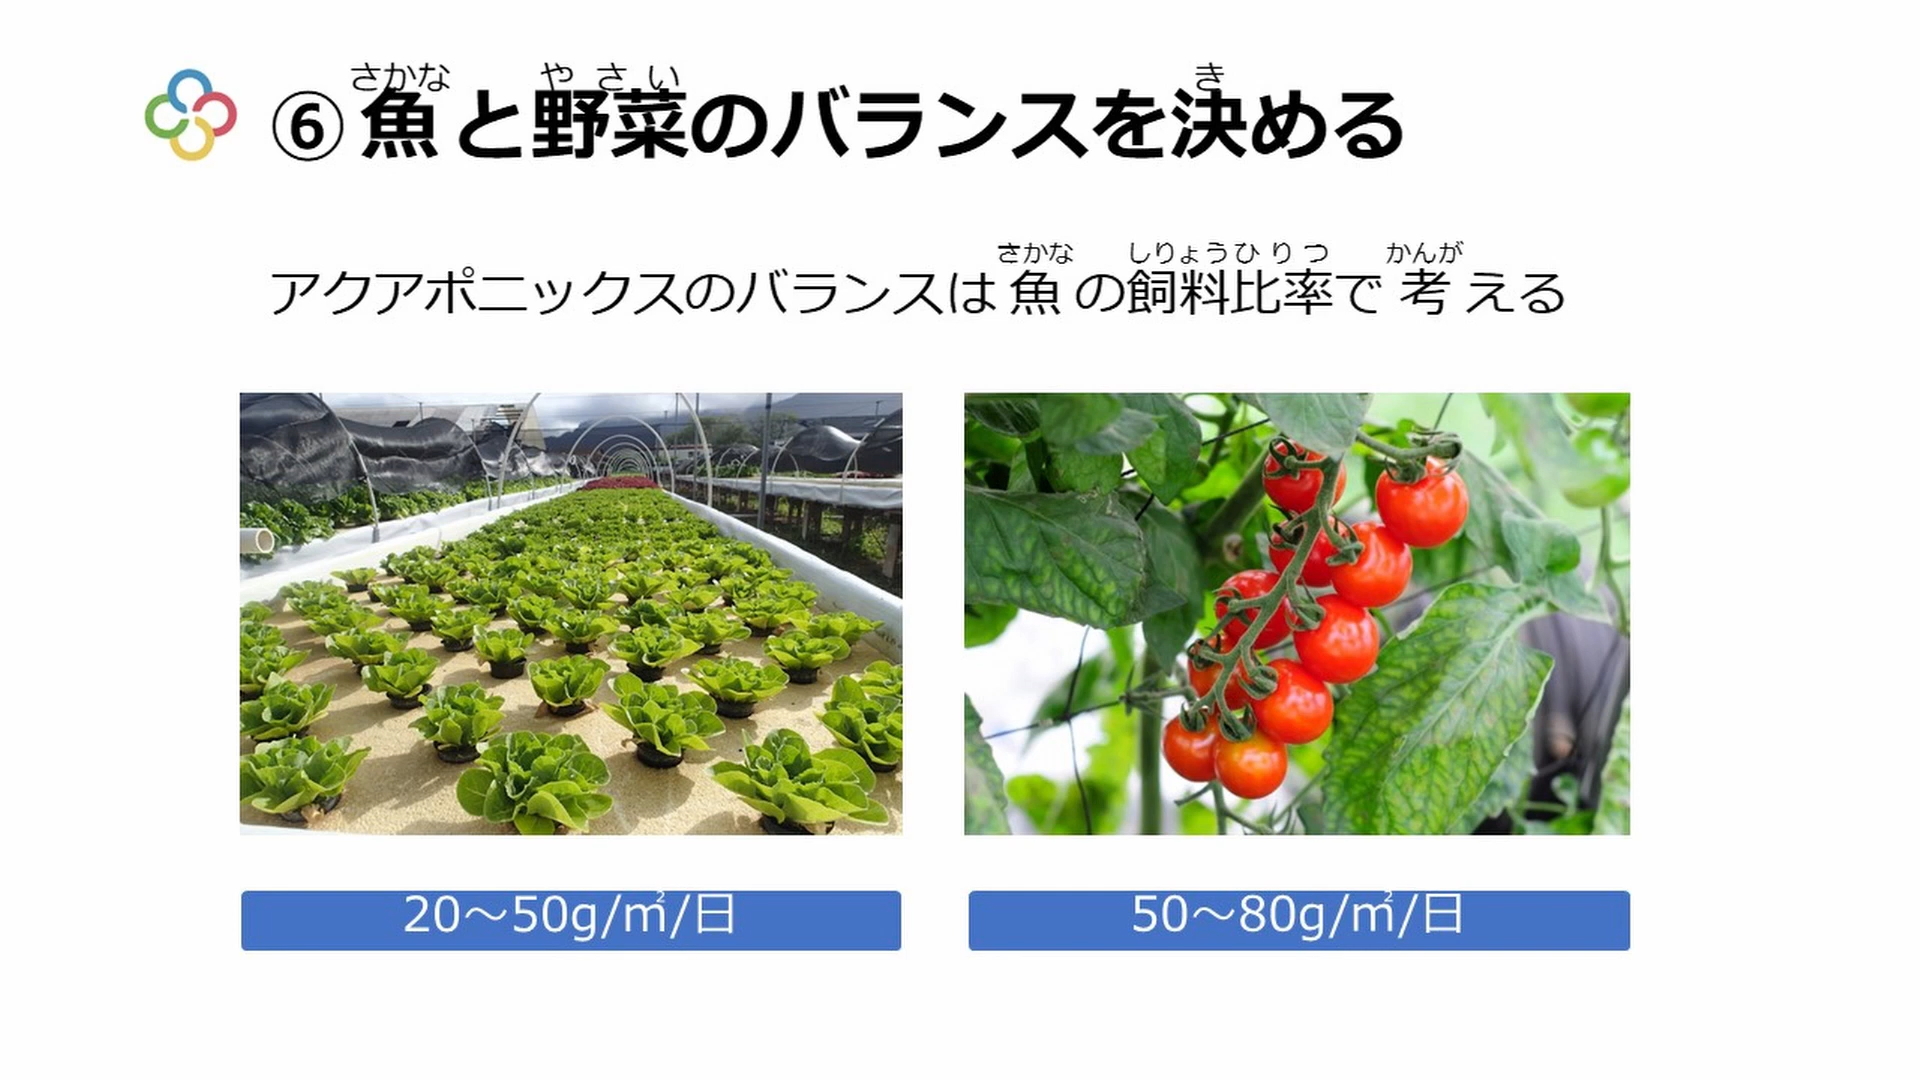 さかな や さ い き
⑥魚と野菜のバランスを決める
さかな しりょうひりつ かんが
アクアポニックスのバランスは魚の飼料比率で考える
20～50g/㎡/日
50～80g/㎡/日